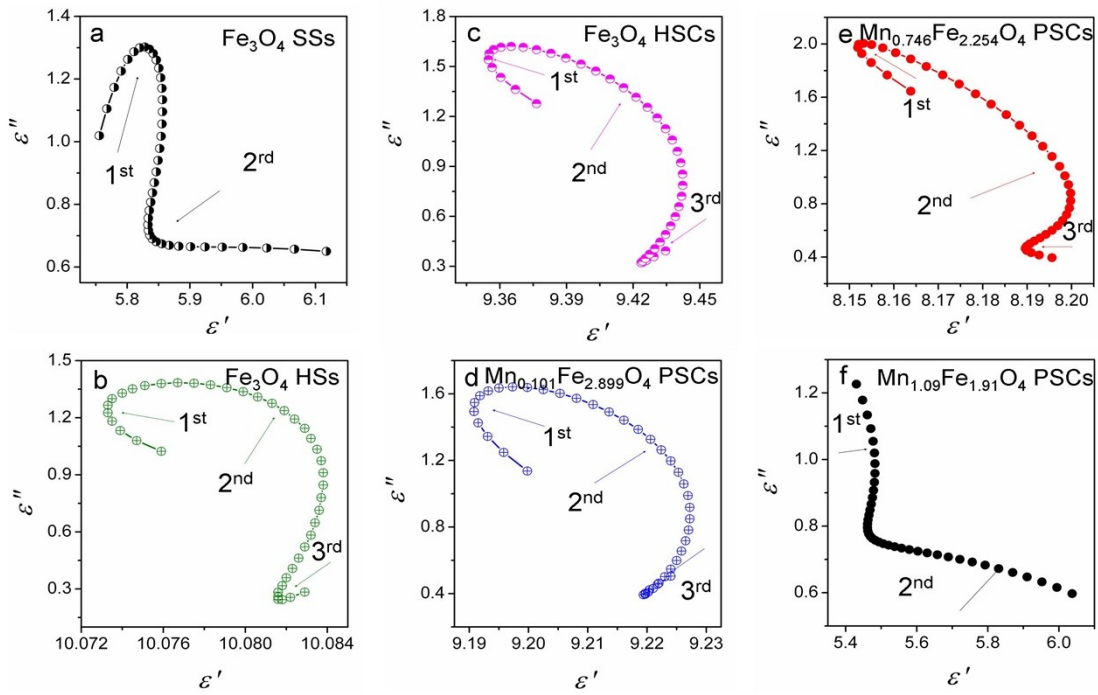 a Fe₃O₄ SSs
1.4
1.2
1.0
0.8
0.6
1st
2rd
5.8 5.9 6.0 6.1
ε''
ε'
c Fe₃O₄ HSCs
1.8
1.5
1.2
0.9
0.6
0.3
1st
2nd
3rd
9.36 9.39 9.42 9.45
ε''
ε'
e Mn₀.₇₄₆Fe₂.₂₅₄O₄ PSCs
2.0
1.6
1.2
0.8
0.4
1st
2nd
3rd
8.15 8.16 8.17 8.18 8.19 8.20
ε''
ε'
b Fe₃O₄ HSs
1.5
1.2
0.9
0.6
0.3
1st
2nd
3rd
10.072 10.076 10.080 10.084
ε''
ε'
d Mn₀.₁₀₁Fe₂.₈₉₉O₄ PSCs
1.6
1.2
0.8
0.4
1st
2nd
3rd
9.19 9.20 9.21 9.22 9.23
ε''
ε'
f Mn₁.₀₉Fe₁.₉₁O₄ PSCs
1.2
1.0
0.8
0.6
0.4
1st
2nd
5.4 5.6 5.8 6.0
ε''
ε'